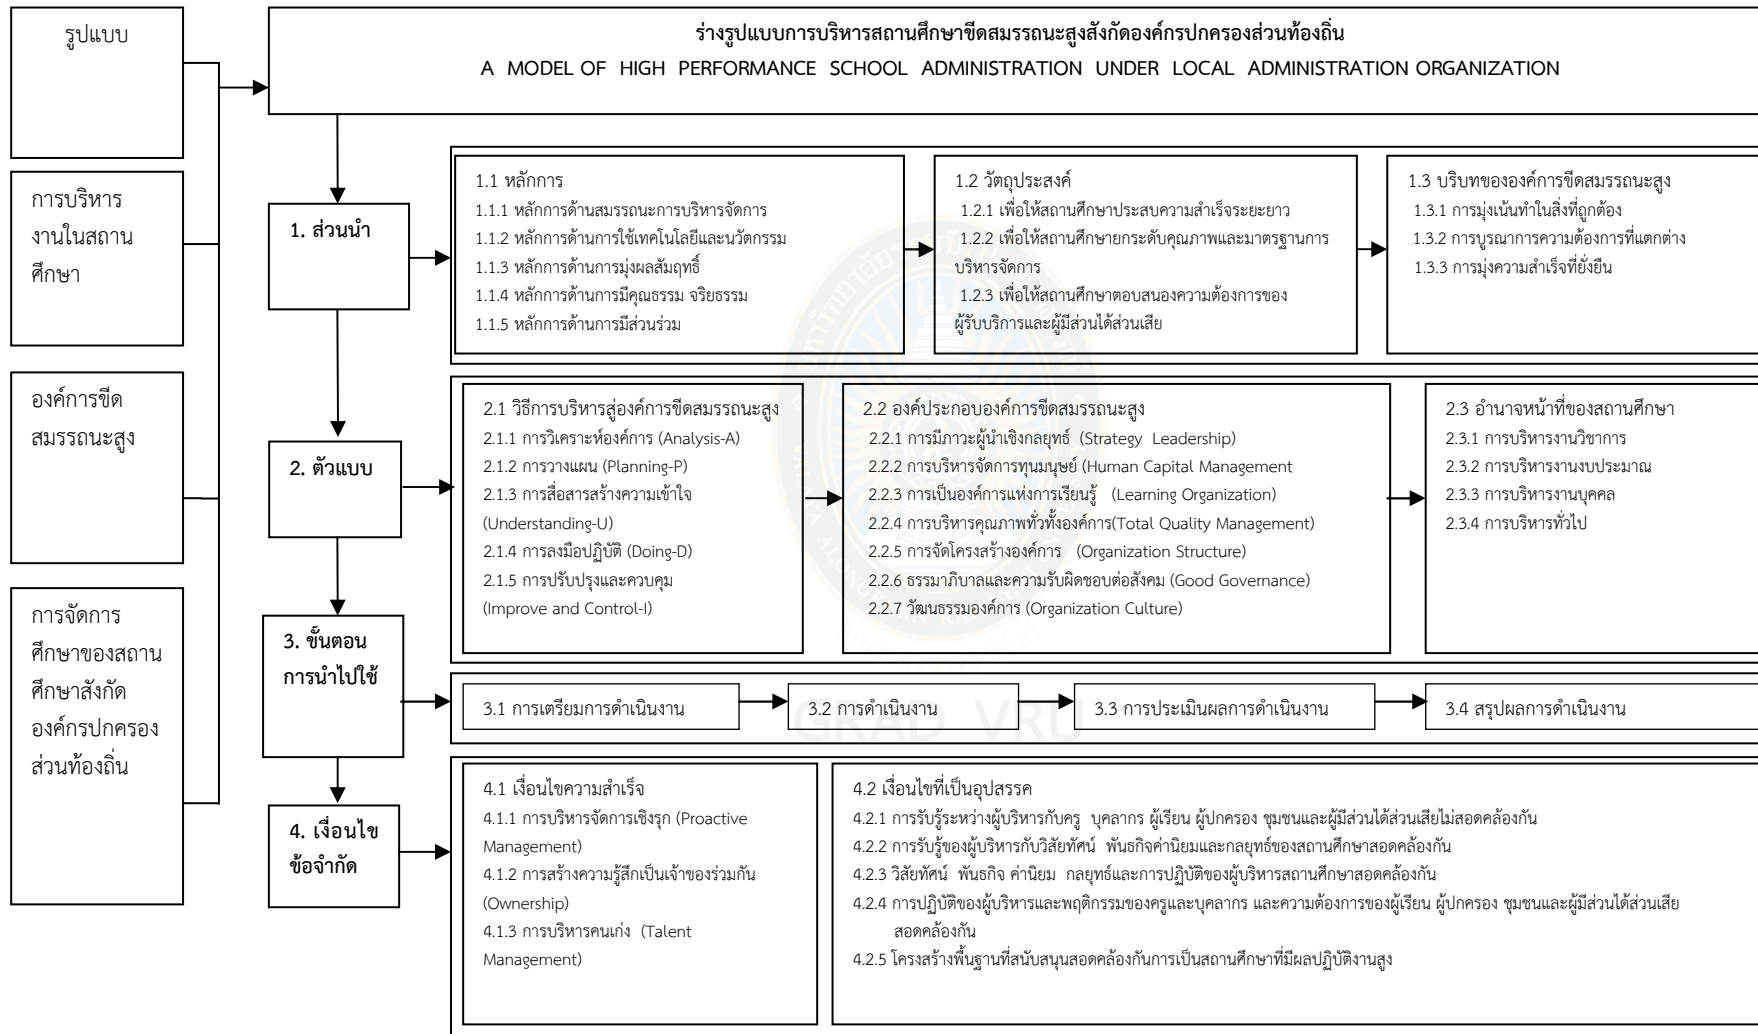 รูปแบบ
การบริหาร
งานในสถาน
ศึกษา
องค์การขีด
สมรรถนะสูง
การจัดการ
ศึกษาของสถาน
ศึกษาสังกัด
องค์กรปกครอง
ส่วนท้องถิ่น
ร่างรูปแบบการบริหารสถานศึกษาขีดสมรรถนะสูงสังกัดองค์กรปกครองส่วนท้องถิ่น
A MODEL OF HIGH PERFORMANCE SCHOOL ADMINISTRATION UNDER LOCAL ADMINISTRATION ORGANIZATION
1. ส่วนนำ
1.1 หลักการ
1.1.1 หลักการด้านสมรรถนะการบริหารจัดการ
1.1.2 หลักการด้านการใช้เทคโนโลยีและนวัตกรรม
1.1.3 หลักการด้านการมุ่งผลสัมฤทธิ์
1.1.4 หลักการด้านการมีคุณธรรม จริยธรรม
1.1.5 หลักการด้านการมีส่วนร่วม
1.2 วัตถุประสงค์
1.2.1 เพื่อให้สถานศึกษาประสบความสำเร็จระยะยาว
1.2.2 เพื่อให้สถานศึกษายกระดับคุณภาพและมาตรฐานการ
บริหารจัดการ
1.2.3 เพื่อให้สถานศึกษาตอบสนองความต้องการของ
ผู้รับบริการและผู้มีส่วนได้ส่วนเสีย
1.3 บริบทขององค์การขีดสมรรถนะสูง
1.3.1 การมุ่งเน้นทำในสิ่งที่ถูกต้อง
1.3.2 การบูรณาการความต้องการที่แตกต่าง
1.3.3 การมุ่งความสำเร็จที่ยั่งยืน
2. ตัวแบบ
2.1 วิธีการบริหารสู่องค์การขีดสมรรถนะสูง
2.1.1 การวิเคราะห์องค์การ (Analysis-A)
2.1.2 การวางแผน (Planning-P)
2.1.3 การสื่อสารสร้างความเข้าใจ
(Understanding-U)
2.1.4 การลงมือปฏิบัติ (Doing-D)
2.1.5 การปรับปรุงและควบคุม
(Improve and Control-I)
2.2 องค์ประกอบองค์การขีดสมรรถนะสูง
2.2.1 การมีภาวะผู้นำเชิงกลยุทธ์ (Strategy Leadership)
2.2.2 การบริหารจัดการทุนมนุษย์ (Human Capital Management
2.2.3 การเป็นองค์การแห่งการเรียนรู้ (Learning Organization)
2.2.4 การบริหารคุณภาพทั่วทั้งองค์การ(Total Quality Management)
2.2.5 การจัดโครงสร้างองค์การ (Organization Structure)
2.2.6 ธรรมาภิบาลและความรับผิดชอบต่อสังคม (Good Governance)
2.2.7 วัฒนธรรมองค์การ (Organization Culture)
2.3 อำนาจหน้าที่ของสถานศึกษา
2.3.1 การบริหารงานวิชาการ
2.3.2 การบริหารงานงบประมาณ
2.3.3 การบริหารงานบุคคล
2.3.4 การบริหารทั่วไป
3. ขั้นตอน
การนำไปใช้
3.1 การเตรียมการดำเนินงาน
3.2 การดำเนินงาน
3.3 การประเมินผลการดำเนินงาน
3.4 สรุปผลการดำเนินงาน
GRAD VRU
4. เงื่อนไข
ข้อจำกัด
4.1 เงื่อนไขความสำเร็จ
4.1.1 การบริหารจัดการเชิงรุก (Proactive
Management)
4.1.2 การสร้างความรู้สึกเป็นเจ้าของร่วมกัน
(Ownership)
4.1.3 การบริหารคนเก่ง (Talent
Management)
4.2 เงื่อนไขที่เป็นอุปสรรค
4.2.1 การรับรู้ระหว่างผู้บริหารกับครู บุคลากร ผู้เรียน ผู้ปกครอง ชุมชนและผู้มีส่วนได้ส่วนเสียไม่สอดคล้องกัน
4.2.2 การรับรู้ของผู้บริหารกับวิสัยทัศน์ พันธกิจค่านิยมและกลยุทธ์ของสถานศึกษาสอดคล้องกัน
4.2.3 วิสัยทัศน์ พันธกิจ ค่านิยม กลยุทธ์และการปฏิบัติของผู้บริหารสถานศึกษาสอดคล้องกัน
4.2.4 การปฏิบัติของผู้บริหารและพฤติกรรมของครูและบุคลากร และความต้องการของผู้เรียน ผู้ปกครอง ชุมชนและผู้มีส่วนได้ส่วนเสีย
สอดคล้องกัน
4.2.5 โครงสร้างพื้นฐานที่สนับสนุนสอดคล้องกันการเป็นสถานศึกษาที่มีผลปฏิบัติงานสูง